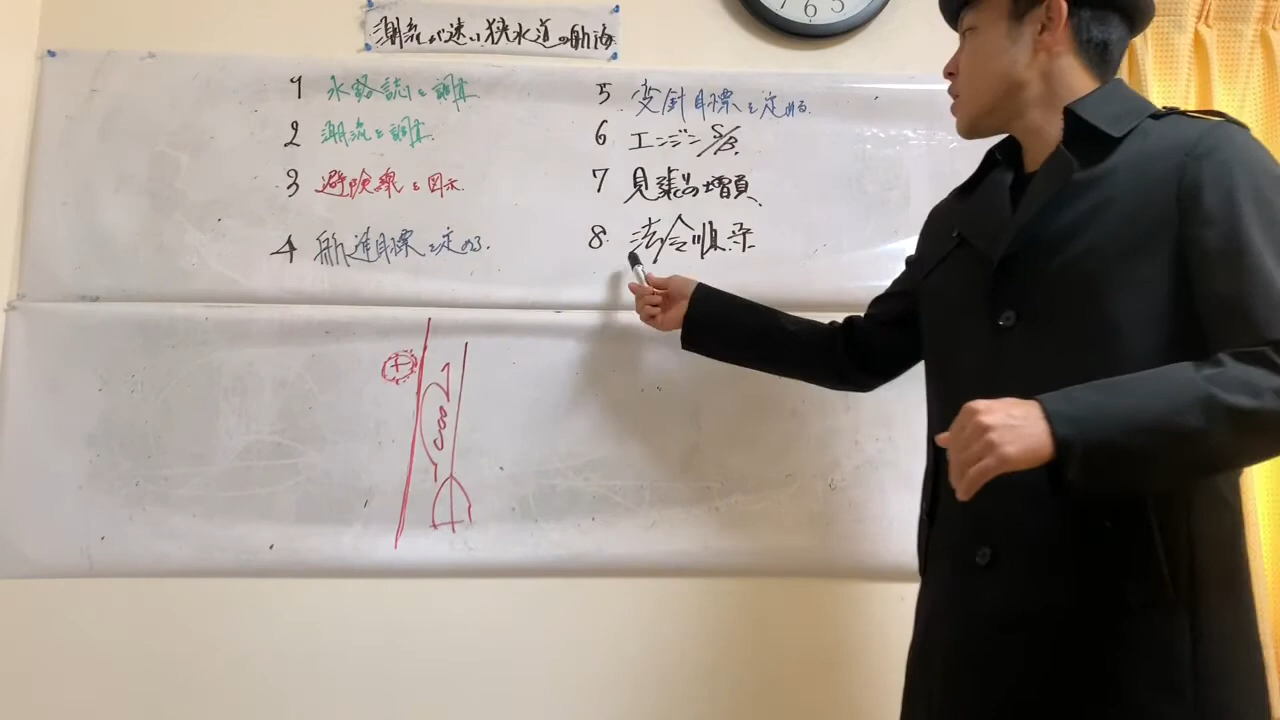 潮流が速い狭水道の航海
1 水路誌を調査
2 潮流を調査
3 避険線を図示
4 航進目標を定める
5 変針目標を定める
6 エンジンS/B
7 見張の増員
8. 法令順守
6 5